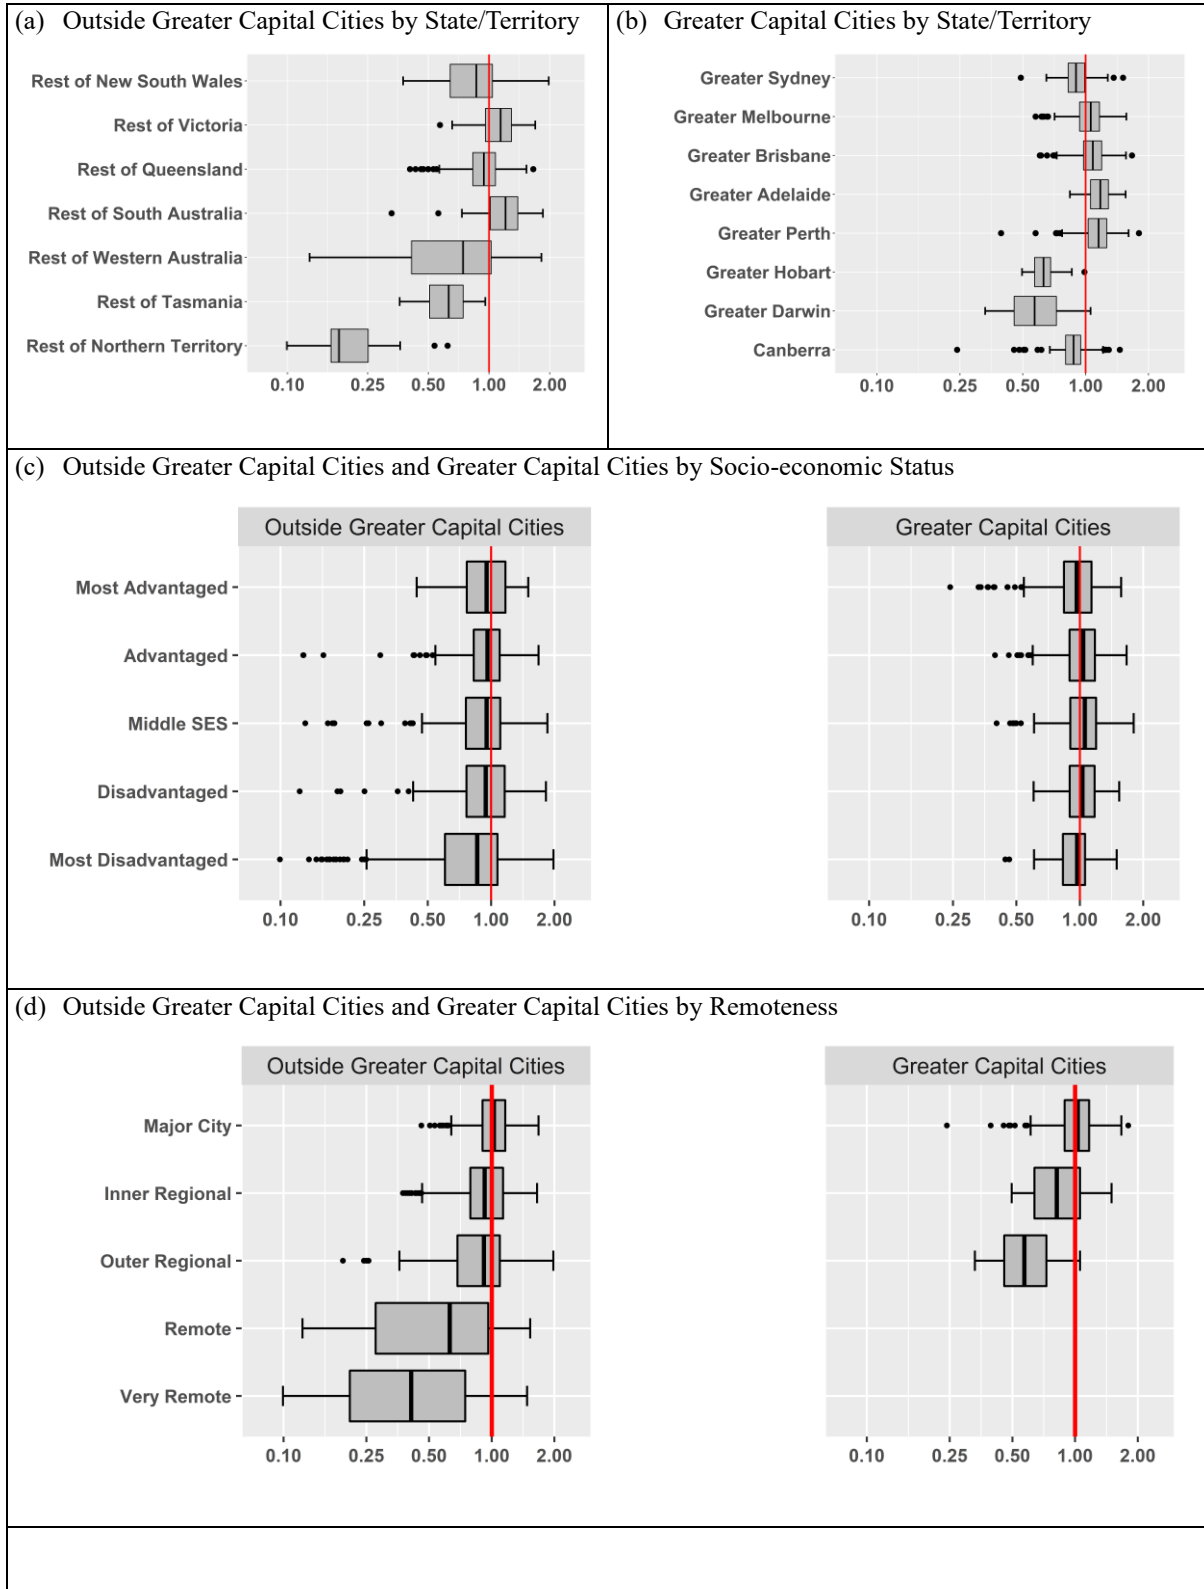 (a) Outside Greater Capital Cities by State/Territory
Rest of New South Wales
Rest of Victoria
Rest of Queensland
Rest of South Australia
Rest of Western Australia
Rest of Tasmania
Rest of Northern Territory
0.10 0.25 0.50 1.00 2.00
(b) Greater Capital Cities by State/Territory
Greater Sydney
Greater Melbourne
Greater Brisbane
Greater Adelaide
Greater Perth
Greater Hobart
Greater Darwin
Canberra
0.10 0.25 0.50 1.00 2.00
(c) Outside Greater Capital Cities and Greater Capital Cities by Socio-economic Status
Outside Greater Capital Cities
Most Advantaged
Advantaged
Middle SES
Disadvantaged
Most Disadvantaged
0.10 0.25 0.50 1.00 2.00
Greater Capital Cities
0.10 0.25 0.50 1.00 2.00
(d) Outside Greater Capital Cities and Greater Capital Cities by Remoteness
Outside Greater Capital Cities
Major City
Inner Regional
Outer Regional
Remote
Very Remote
0.10 0.25 0.50 1.00 2.00
Greater Capital Cities
0.10 0.25 0.50 1.00 2.00